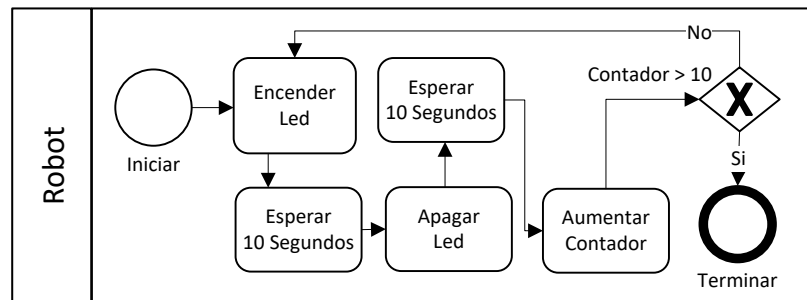 Robot
Iniciar
Encender
Led
Esperar
10 Segundos
Apagar
Led
Esperar
10 Segundos
Aumentar
Contador
Contador > 10
X
No
Si
Terminar